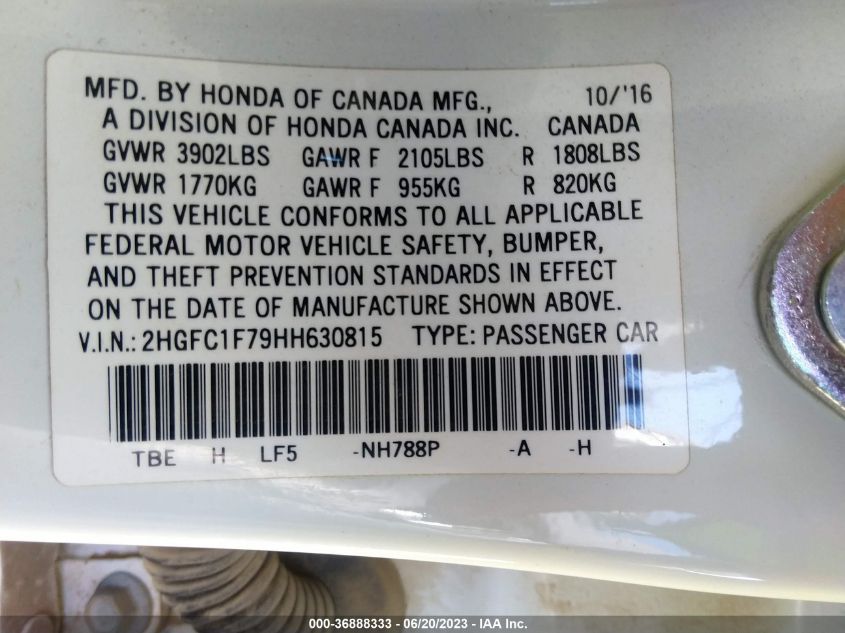 MFD. BY HONDA OF CANADA MFG., 10/'16
A DIVISION OF HONDA CANADA INC. CANADA
GVWR 3902LBS GAWR F 2105LBS R 1808LBS
GVWR 1770KG GAWR F 955KG R 820KG
THIS VEHICLE CONFORMS TO ALL APPLICABLE
FEDERAL MOTOR VEHICLE SAFETY, BUMPER,
AND THEFT PREVENTION STANDARDS IN EFFECT
ON THE DATE OF MANUFACTURE SHOWN ABOVE.
V.I.N.: 2HGFC1F79HH630815 TYPE: PASSENGER CAR
TBE H LF5 -NH788P -A -H
000-36888333 - 06/20/2023 - IAA Inc.